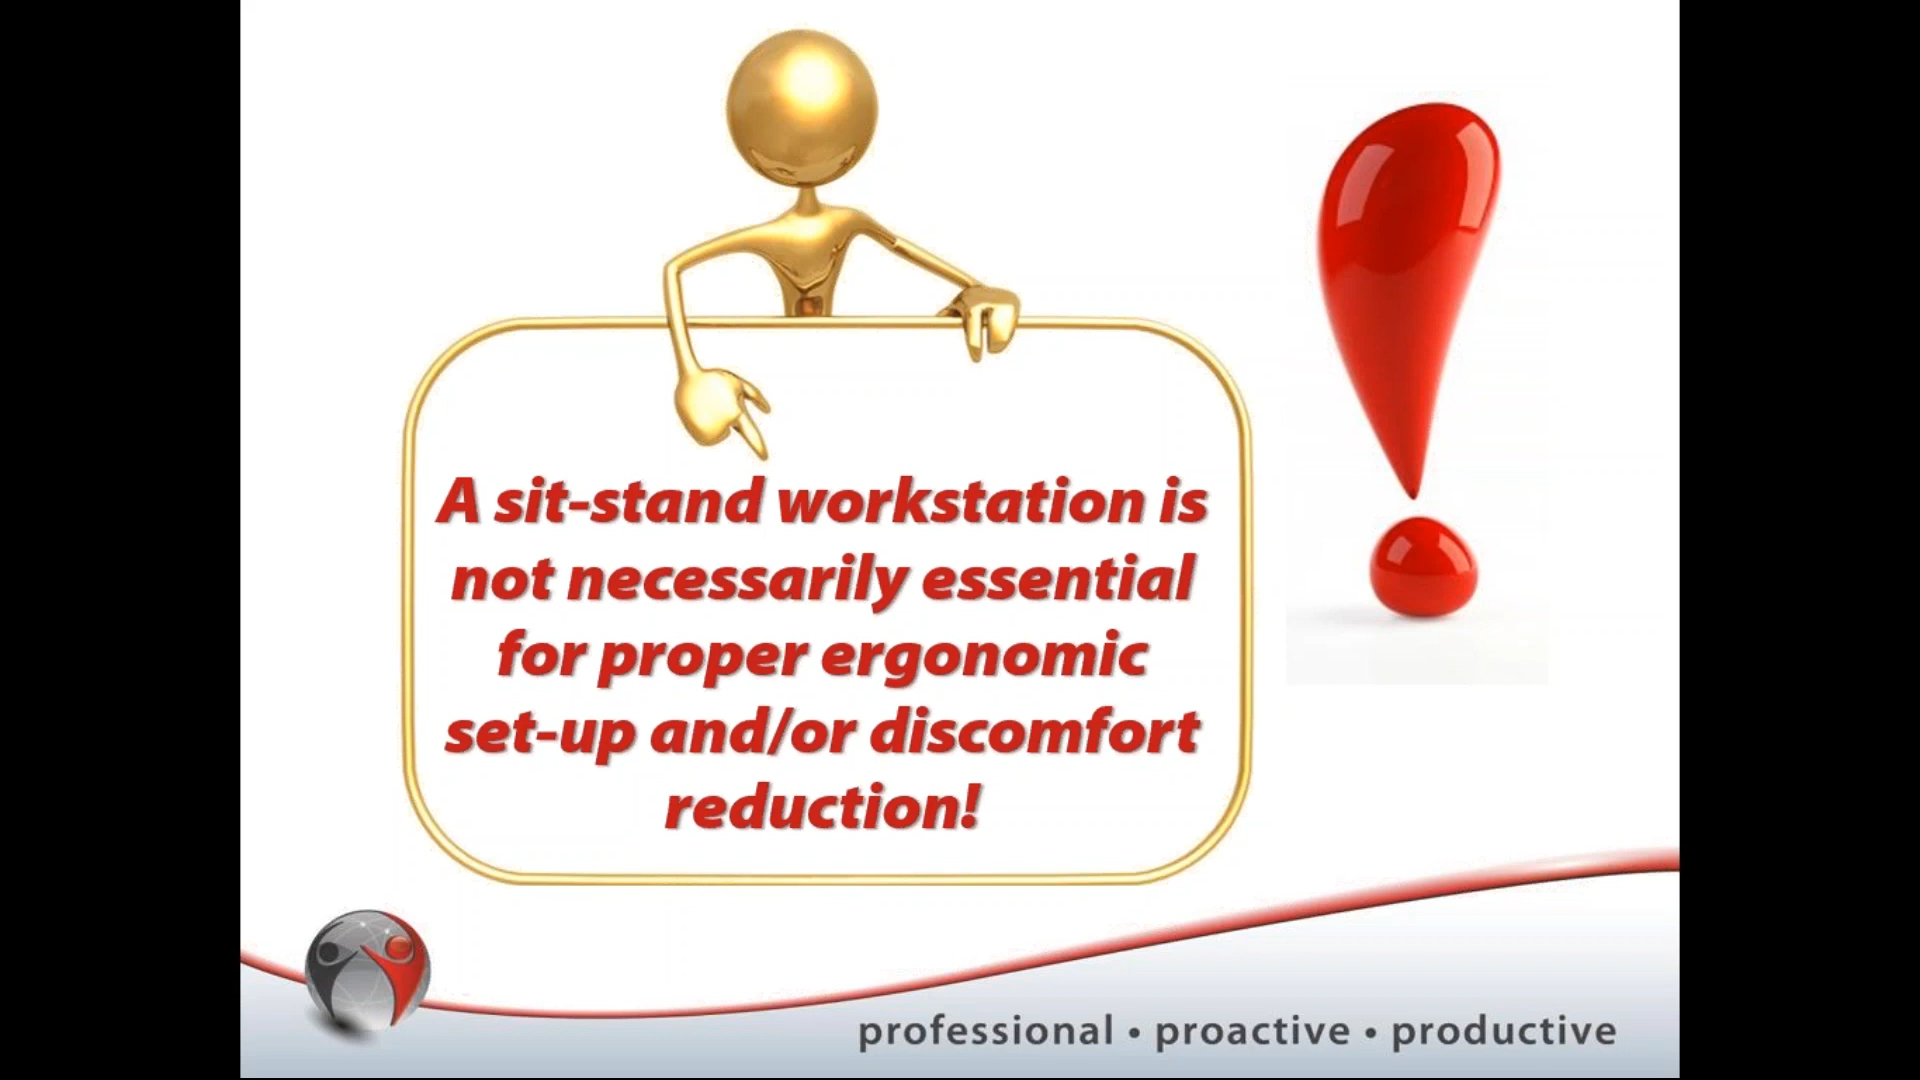 A sit-stand workstation is
not necessarily essential
for proper ergonomic
set-up and/or discomfort
reduction!
professional • proactive • productive